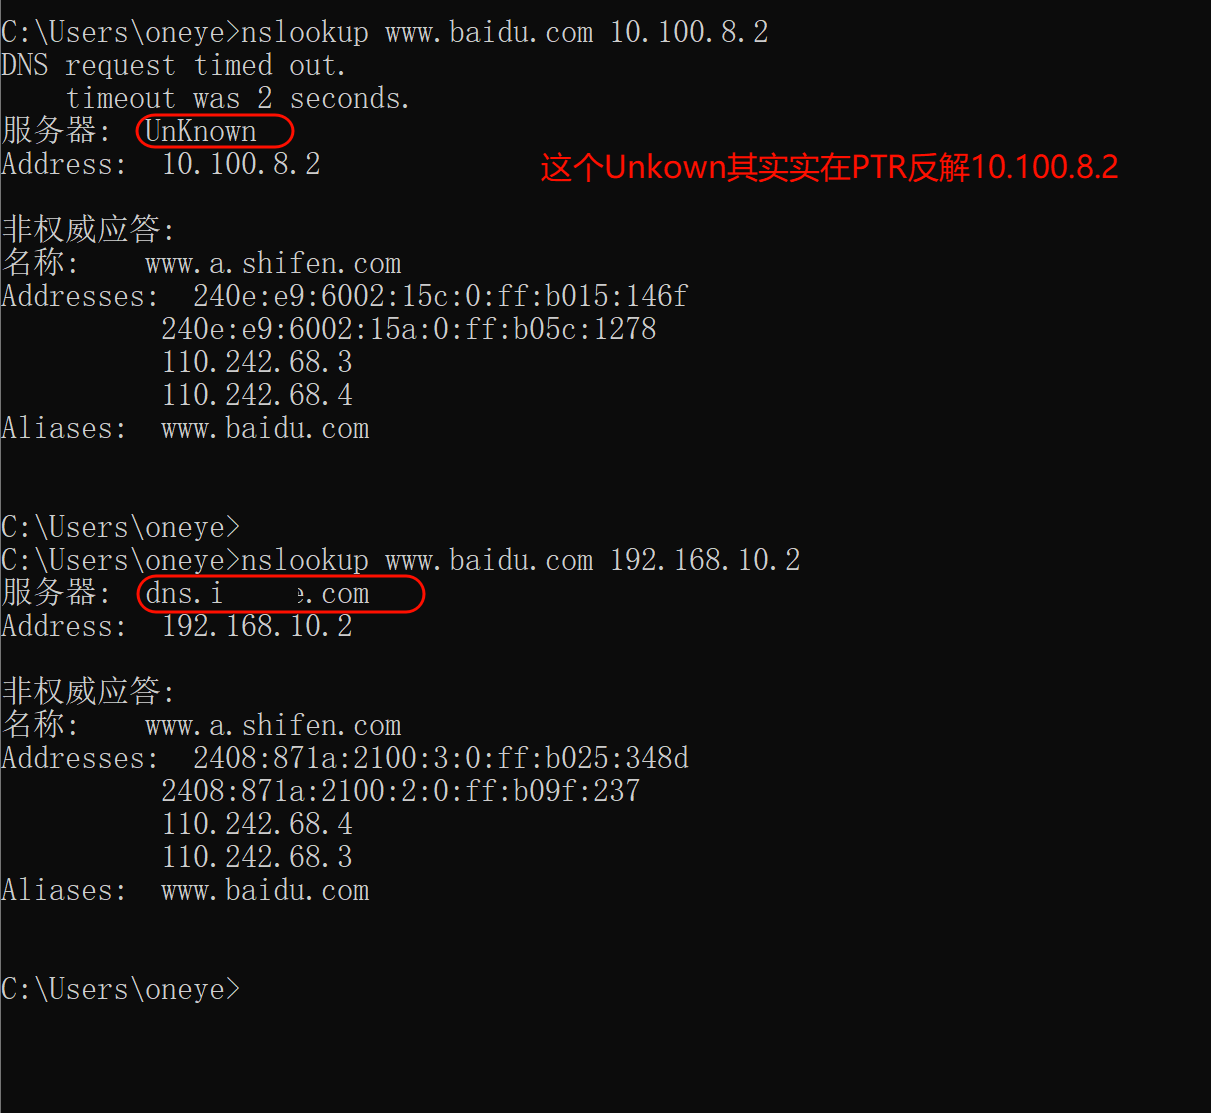 C:\Users\oneye>nslookup www.baidu.com 10.100.8.2
DNS request timed out.
timeout was 2 seconds.
服务器: UnKnown
Address: 10.100.8.2
这个Unkown其实实在PTR反解10.100.8.2
非权威应答:
名称: www.a.shifen.com
Addresses: 240e:e9:6002:15c:0:ff:b015:146f
240e:e9:6002:15a:0:ff:b05c:1278
110.242.68.3
110.242.68.4
Aliases: www.baidu.com
C:\Users\oneye>
C:\Users\oneye>nslookup www.baidu.com 192.168.10.2
服务器: dns.i e.com
Address: 192.168.10.2
非权威应答:
名称: www.a.shifen.com
Addresses: 2408:871a:2100:3:0:ff:b025:348d
2408:871a:2100:2:0:ff:b09f:237
110.242.68.4
110.242.68.3
Aliases: www.baidu.com
C:\Users\oneye>